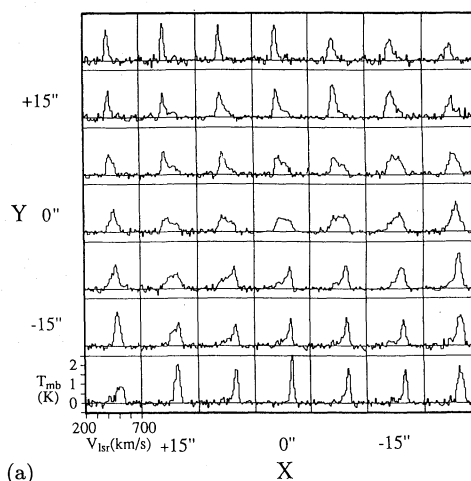 +15"
Y 0"
-15"
2
T_mb 1
(K) 0
200 700
V_lsr(km/s) +15" 0" -15"
(a) X